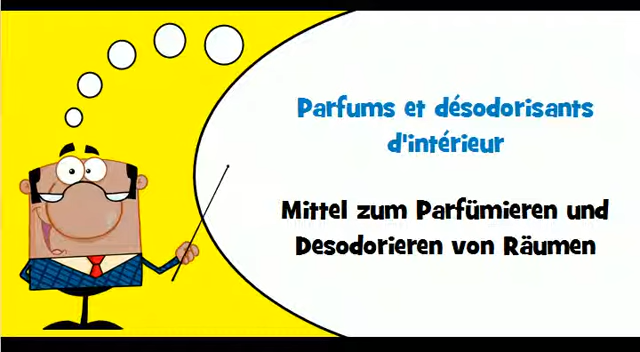 Parfums et désodorisants
d'intérieur
Mittel zum Parfümieren und
Desodorieren von Räumen